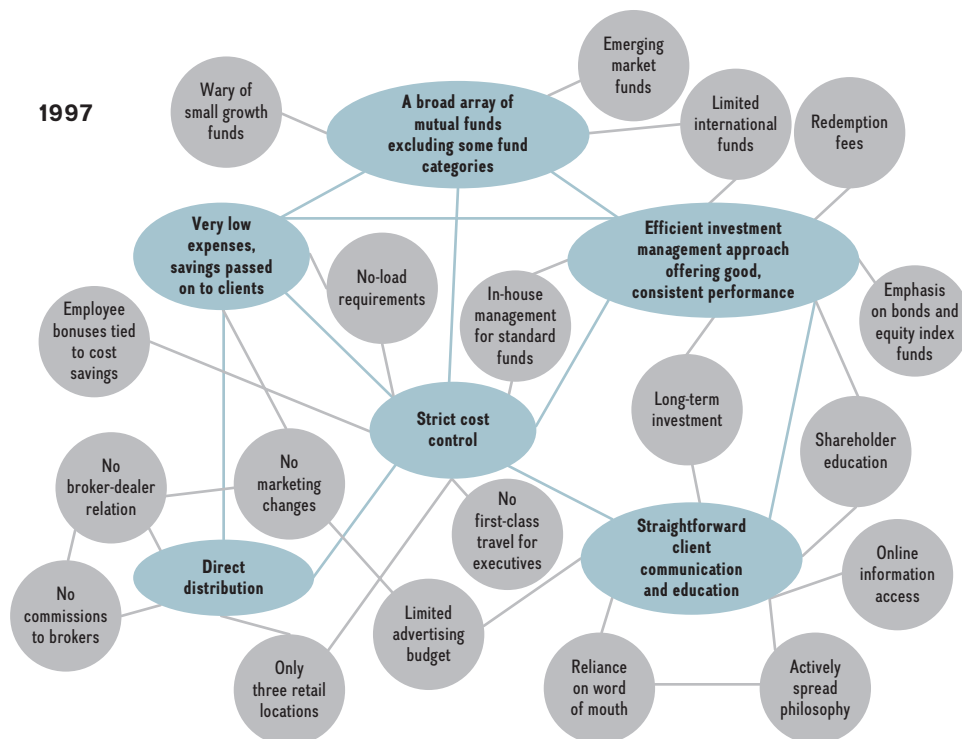 1997
Wary of
small growth
funds
A broad array of
mutual funds
excluding some fund
categories
Emerging
market
funds
Limited
international
funds
Redemption
fees
Very low
expenses,
savings passed
on to clients
No-load
requirements
Efficient investment
management approach
offering good,
consistent performance
In-house
management
for standard
funds
Emphasis
on bonds and
equity index
funds
Employee
bonuses tied
to cost
savings
Strict cost
control
Long-term
investment
Shareholder
education
No
broker-dealer
relation
No
marketing
changes
No
first-class
travel for
executives
Straightforward
client
communication
and education
Online
information
access
Direct
distribution
No
commissions
to brokers
Limited
advertising
budget
Only
three retail
locations
Reliance
on word
of mouth
Actively
spread
philosophy